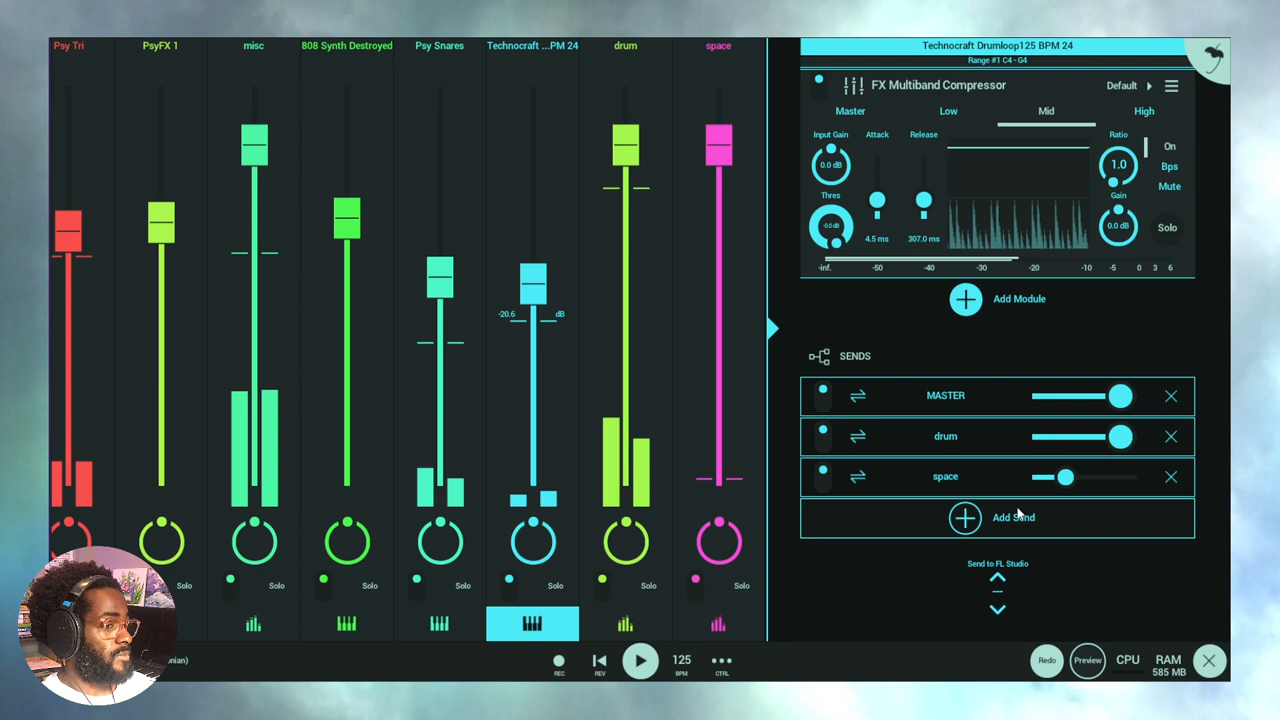 Psy Tri
PsyFX 1
misc
808 Synth Destroyed
Psy Snares
Technocraft ...PM 24
drum
space
-20.6 dB
Solo
Solo
Solo
Solo
Solo
Solo
Solo
nian)
REC
REV
125
BPM
CTRL
Technocraft Drumloop125 BPM 24
Range #1 C4 - G4
FX Multiband Compressor
Default
Master Low Mid High
Input Gain Attack Release Ratio
On
0.0 dB
1.0
Bps
Mute
Thres
Gain
-0.0 dB
0.0 dB
Solo
4.5 ms
307.0 ms
-inf. -50 -40 -30 -20 -10 -5 0 3 6
Add Module
SENDS
MASTER
drum
space
Add Send
Send to FL Studio
---
Redo
Preview
CPU
RAM
585 MB